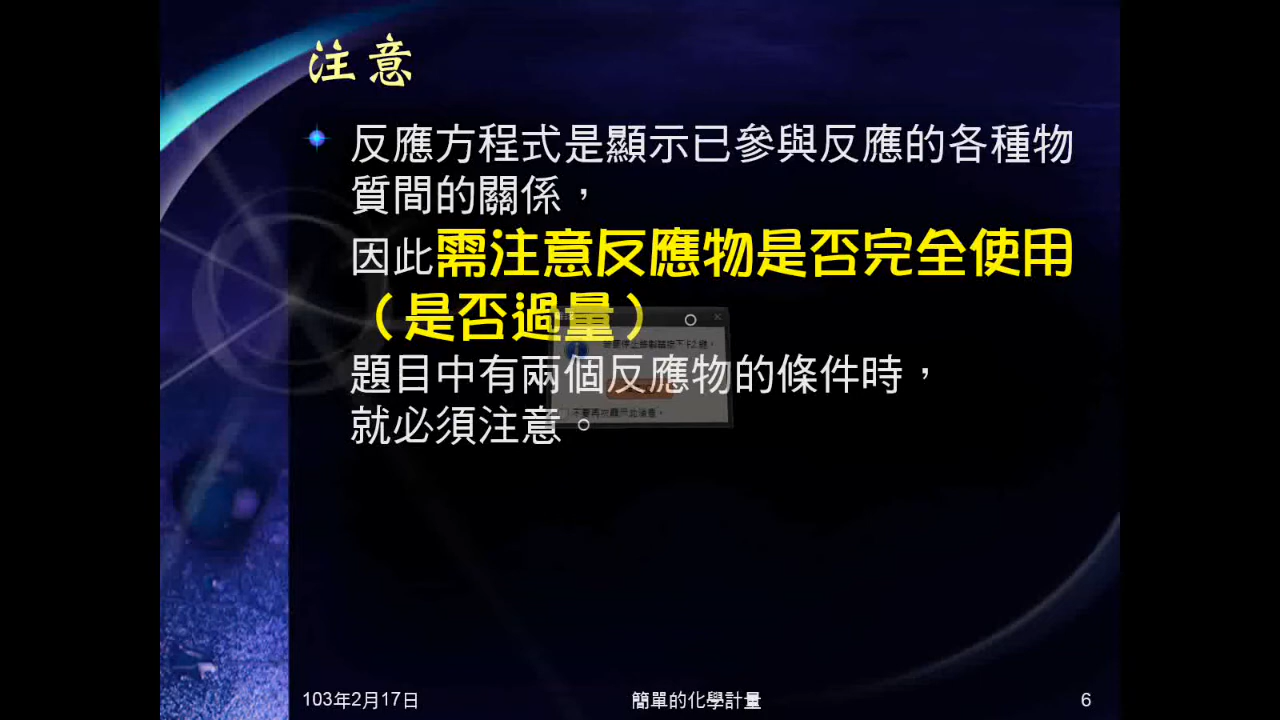 注意
反應方程式是顯示已參與反應的各種物
質間的關係，
因此需注意反應物是否完全使用
（是否過量）
題目中有兩個反應物的條件時，
就必須注意。
103年2月17日
簡單的化學計量
6